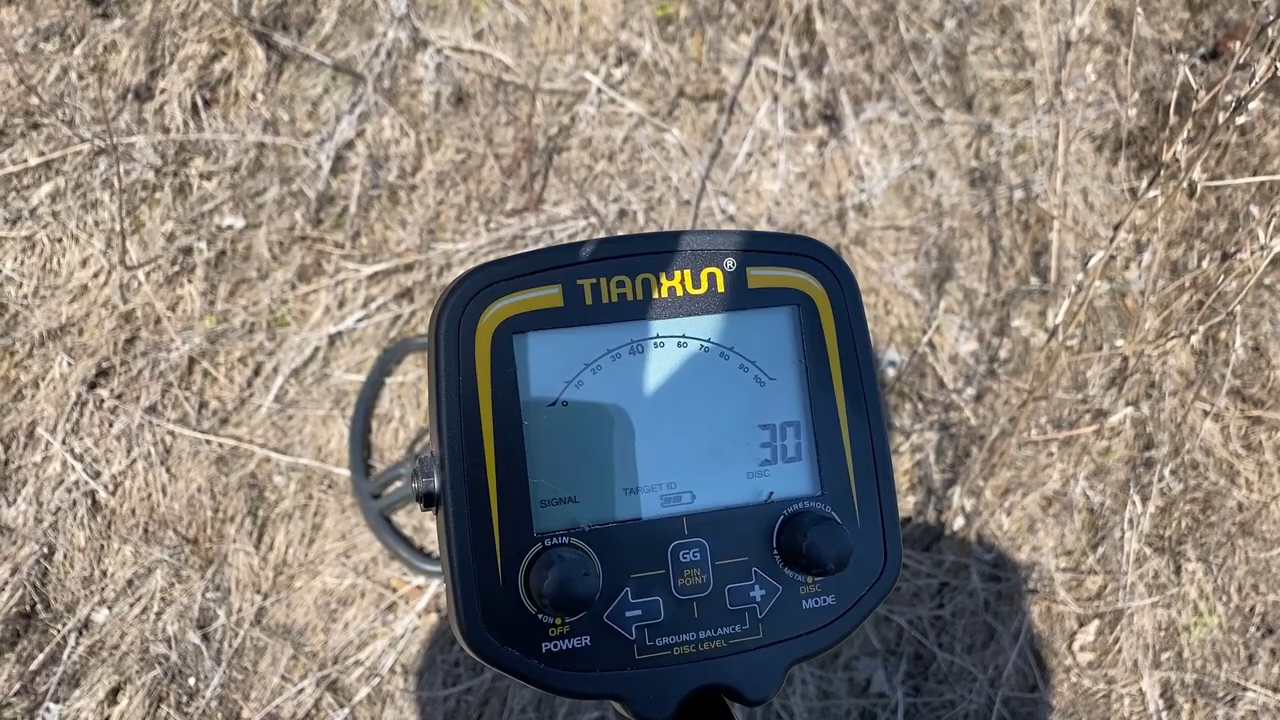 TIANXUN®
0 10 20 30 40 50 60 70 80 90 100
30
DISC
SIGNAL
TARGET ID
GAIN
ON
OFF
POWER
GG
PIN
POINT
-
+
GROUND BALANCE
DISC LEVEL
THRESHOLD
ALL METAL
DISC
MODE